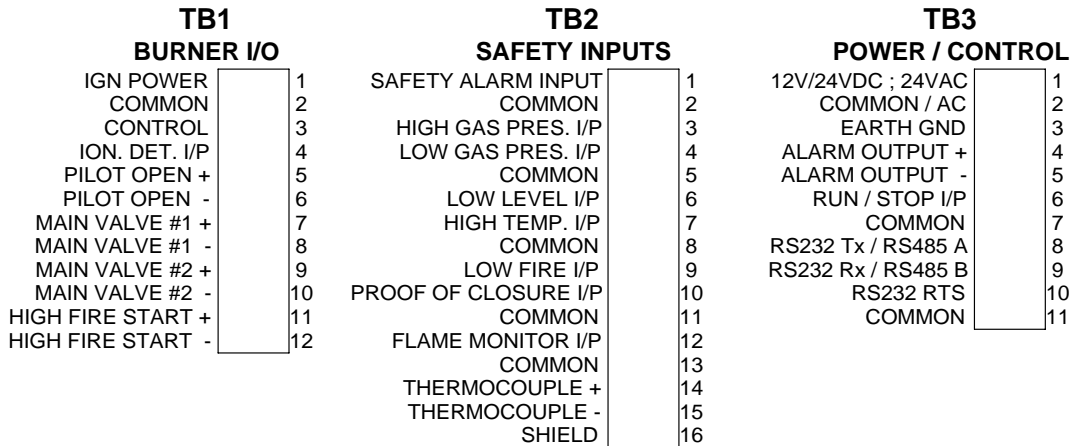 TB1
BURNER I/O
IGN POWER 1
COMMON 2
CONTROL 3
ION. DET. I/P 4
PILOT OPEN + 5
PILOT OPEN - 6
MAIN VALVE #1 + 7
MAIN VALVE #1 - 8
MAIN VALVE #2 + 9
MAIN VALVE #2 - 10
HIGH FIRE START + 11
HIGH FIRE START - 12
TB2
SAFETY INPUTS
SAFETY ALARM INPUT 1
COMMON 2
HIGH GAS PRES. I/P 3
LOW GAS PRES. I/P 4
COMMON 5
LOW LEVEL I/P 6
HIGH TEMP. I/P 7
COMMON 8
LOW FIRE I/P 9
PROOF OF CLOSURE I/P 10
COMMON 11
FLAME MONITOR I/P 12
COMMON 13
THERMOCOUPLE + 14
THERMOCOUPLE - 15
SHIELD 16
TB3
POWER / CONTROL
12V/24VDC ; 24VAC 1
COMMON / AC 2
EARTH GND 3
ALARM OUTPUT + 4
ALARM OUTPUT - 5
RUN / STOP I/P 6
COMMON 7
RS232 Tx / RS485 A 8
RS232 Rx / RS485 B 9
RS232 RTS 10
COMMON 11